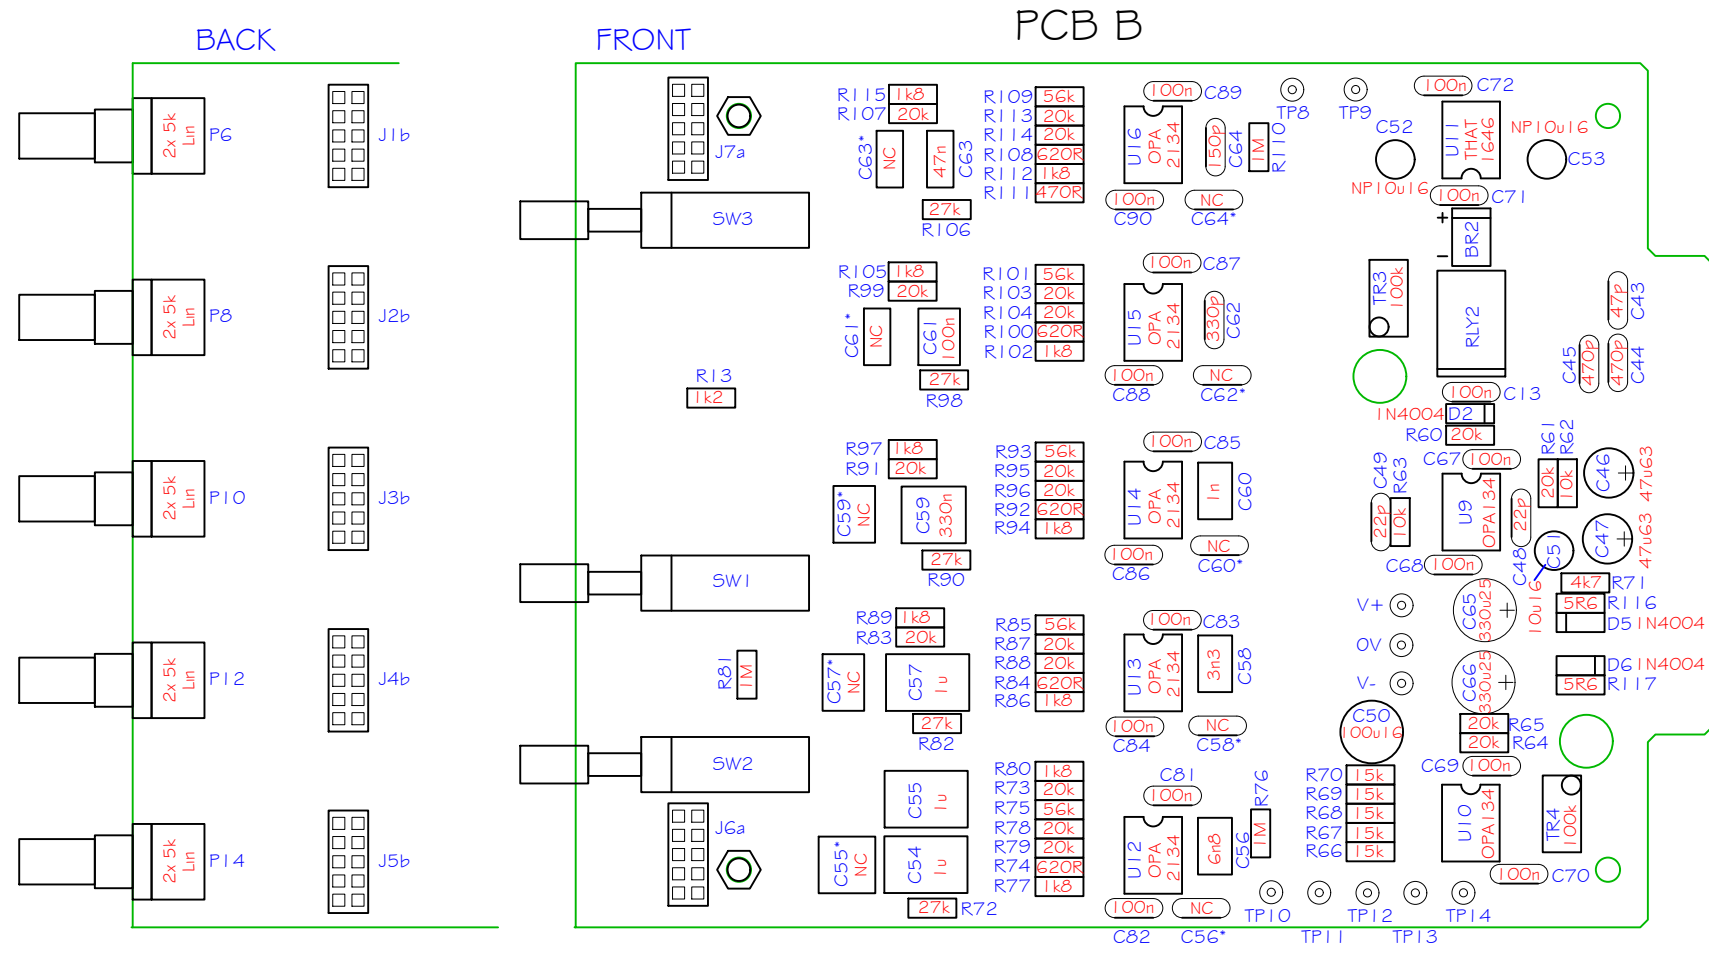 PCB B
BACK
FRONT
2x 5k
Lin
P6
J1b
2x 5k
Lin
P8
J2b
2x 5k
Lin
P10
J3b
2x 5k
Lin
P12
J4b
2x 5k
Lin
P14
J5b
J7a
SW3
R13
1k2
SW1
R81
1M
SW2
J6a
R115 1k8
R107 20k
C63* NC
47n C63
27k
R106
R109 56k
R113 20k
R114 20k
R108 620R
R112 1k8
R111 470R
100n C89
U16 OPA 2134
150p C64
1M R110
100n
C90
NC
C64*
R105 1k8
R99 20k
C61* NC
C61 100n
27k
R98
R101 56k
R103 20k
R104 20k
R100 620R
R102 1k8
100n C87
U15 OPA 2134
330p C62
100n
C88
NC
C62*
R97 1k8
R91 20k
C59* NC
C59 330n
27k
R90
R93 56k
R95 20k
R96 20k
R92 620R
R94 1k8
100n C85
U14 OPA 2134
1n C60
100n
C86
NC
C60*
R89 1k8
R83 20k
C57* NC
C57 1u
27k
R82
R85 56k
R87 20k
R88 20k
R84 620R
R86 1k8
100n C83
U13 OPA 2134
3n3 C58
100n
C84
NC
C58*
C55 1u
C55* NC
C54 1u
27k R72
R80 1k8
R73 20k
R75 56k
R78 20k
R79 20k
R74 620R
R77 1k8
C81
100n
U12 OPA 2134
6n8 C56
1M R76
100n
C82
NC
C56*
TP8
TP9
100n C72
C52
NP10u16
U11 THAT 1646
NP10u16
C53
100n C71
+
BR2
-
TR3 100k
RLY2
47p C43
C45 470p
470p C44
100n C13
1N4004 D2
R60 20k
C67 100n
C49 22p
R63 10k
U9 OPA134
22p C48
R61 20k
R62 10k
C46 + 47u63
C47 + 47u63
C51
10u16
C68 100n
4k7 R71
5R6 R116
D5 1N4004
D6 1N4004
5R6 R117
V+
0V
V-
C65 330u25 +
C66 330u25 +
C50
100u16
20k R65
20k R64
C69 100n
R70 15k
R69 15k
R68 15k
R67 15k
R66 15k
U10 OPA134
TR4 100k
100n C70
TP10
TP11
TP12
TP13
TP14